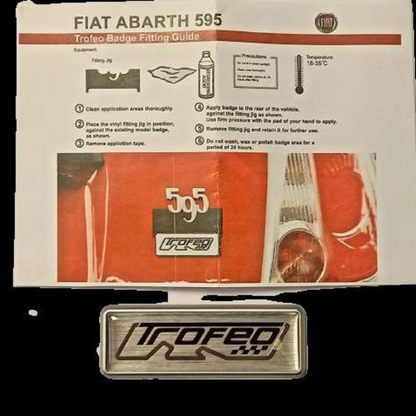 FIAT ABARTH 595
FIAT
Trofeo Badge Fitting Guide
Equipment.
Fitting Jig
Precautions:
Temperature
18-35°C
① Clean application areas thoroughly.
② Place the vinyl fitting jig in position,
against the existing model badge,
as shown.
③ Remove appliction tape.
④ Apply badge to the rear of the vehicle,
against the fitting jig as shown.
Use firm pressure with the pad of your hand to apply.
⑤ Remove fitting jig and retain it for further use.
⑥ Do not wash, wax or polish badge area for a
period of 24 hours.
595
Trofeo
Trofeo